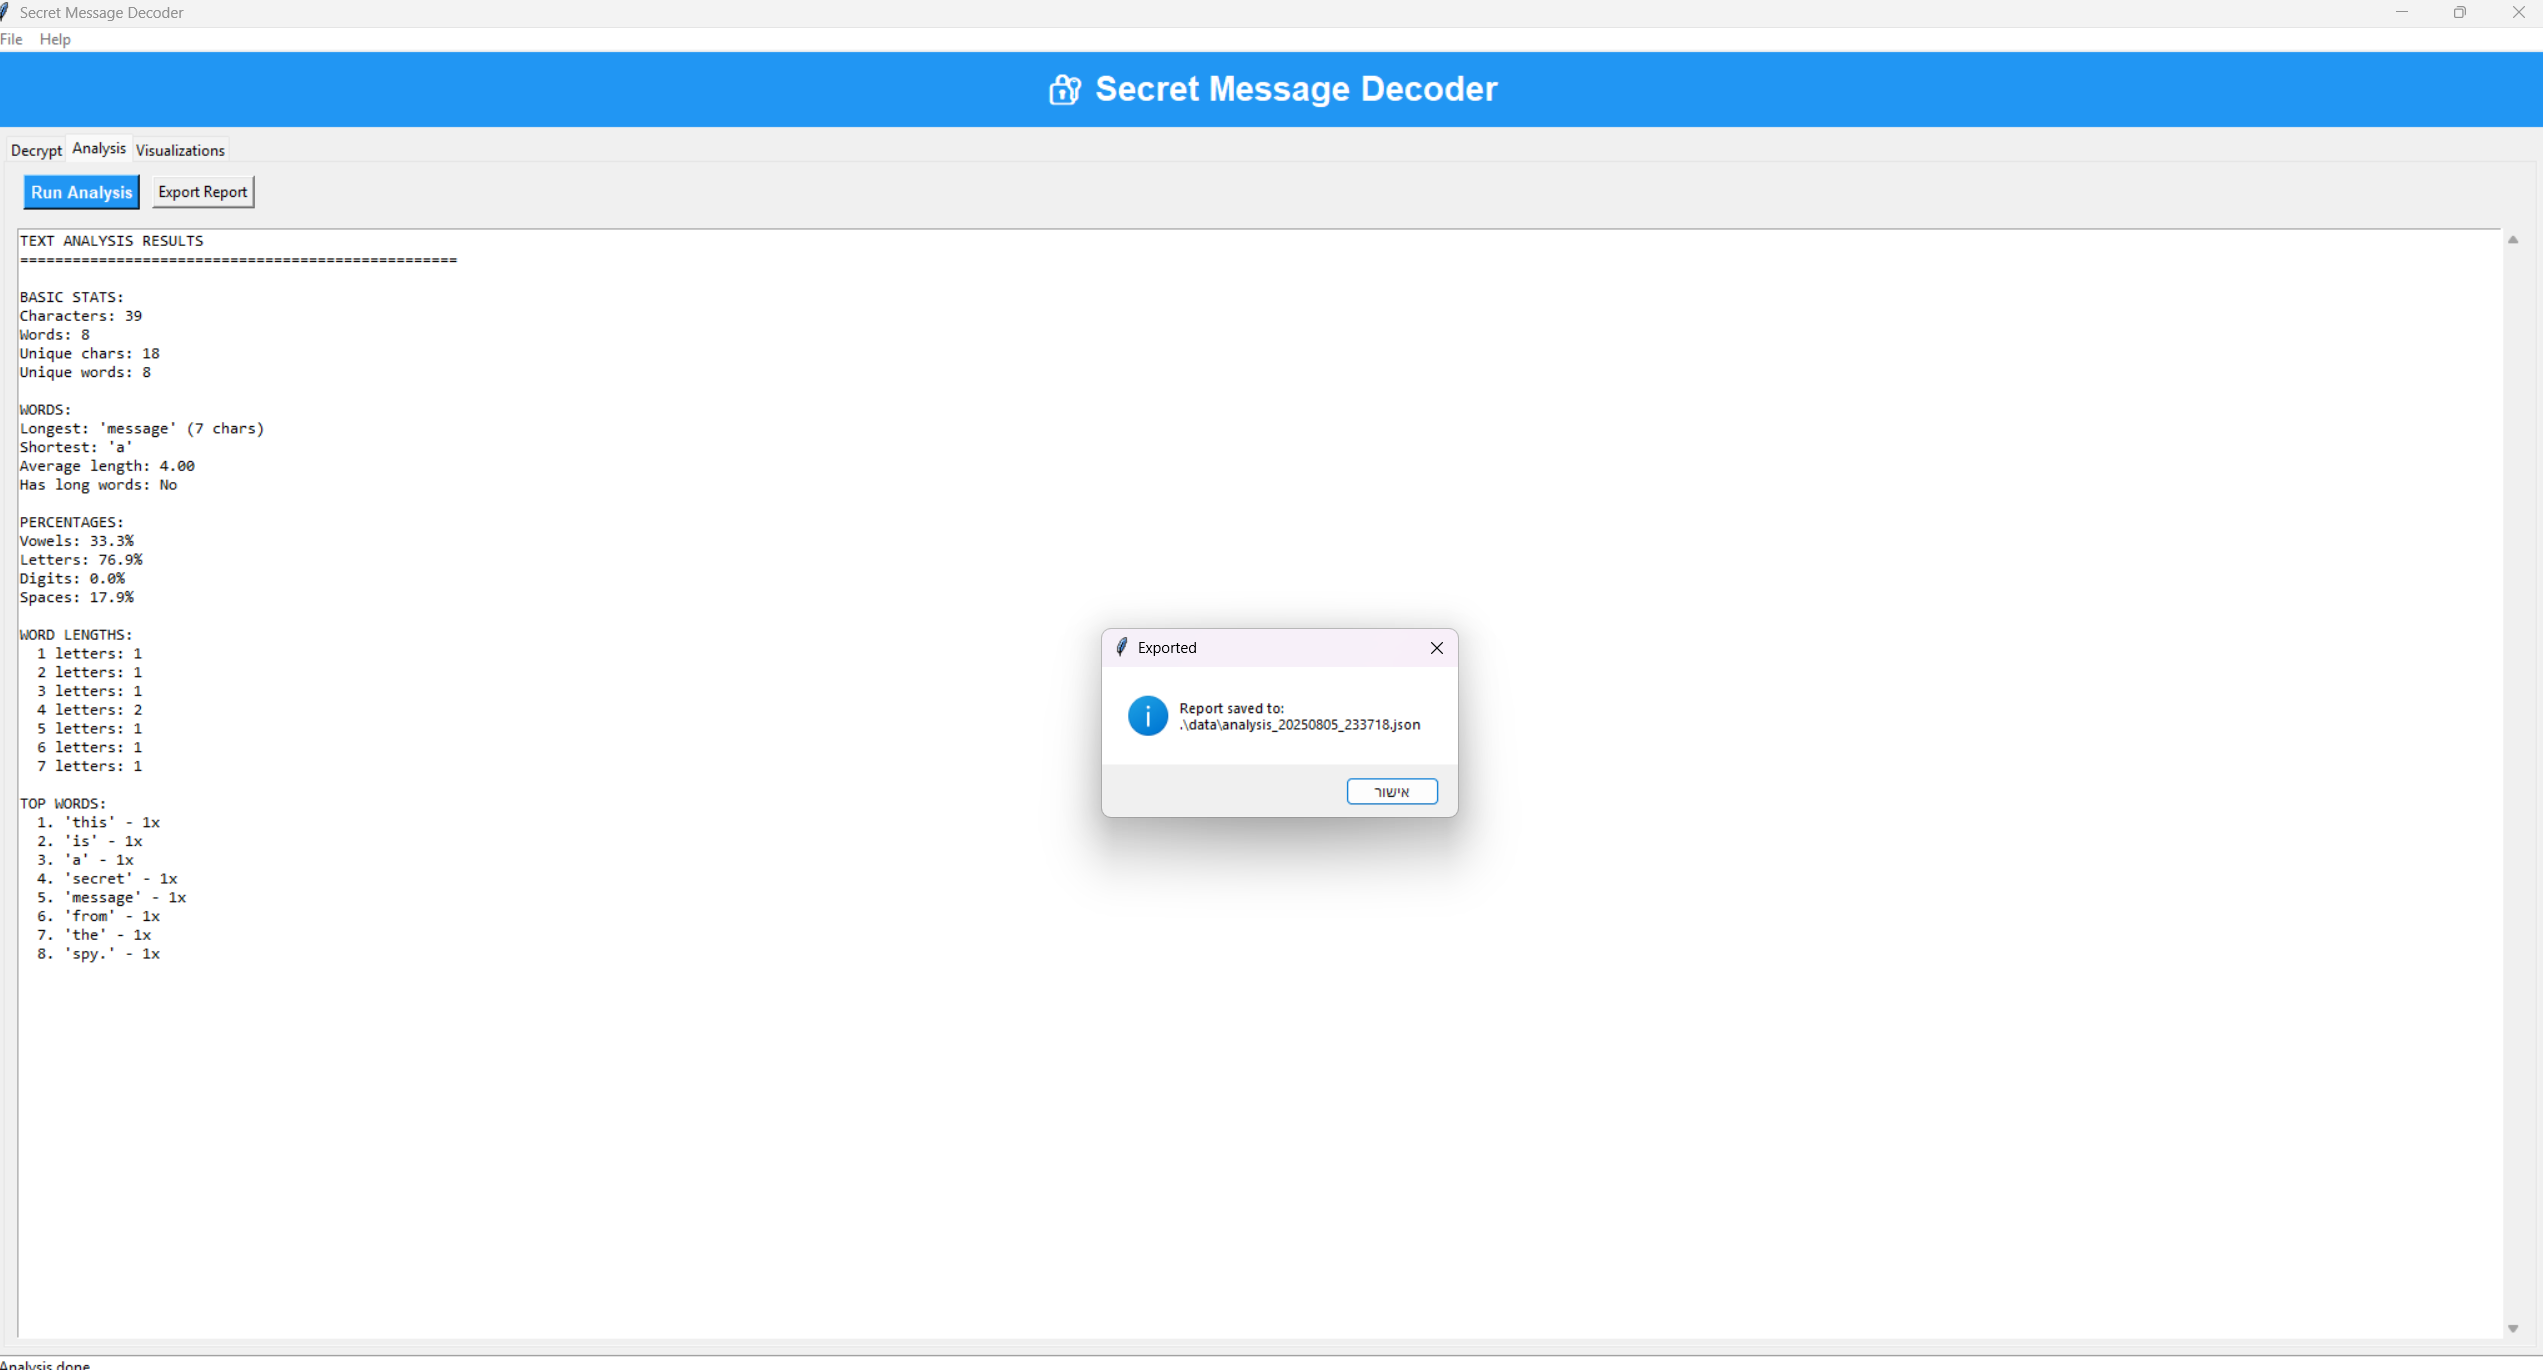 Secret Message Decoder
File Help
🔐 Secret Message Decoder
Decrypt Analysis Visualizations
Run Analysis Export Report
TEXT ANALYSIS RESULTS
==================================================
BASIC STATS:
Characters: 39
Words: 8
Unique chars: 18
Unique words: 8
WORDS:
Longest: 'message' (7 chars)
Shortest: 'a'
Average length: 4.00
Has long words: No
PERCENTAGES:
Vowels: 33.3%
Letters: 76.9%
Digits: 0.0%
Spaces: 17.9%
WORD LENGTHS:
1 letters: 1
2 letters: 1
3 letters: 1
4 letters: 2
5 letters: 1
6 letters: 1
7 letters: 1
TOP WORDS:
1. 'this' - 1x
2. 'is' - 1x
3. 'a' - 1x
4. 'secret' - 1x
5. 'message' - 1x
6. 'from' - 1x
7. 'the' - 1x
8. 'spy.' - 1x
Exported
Report saved to:
.\data\analysis_20250805_233718.json
אישור
Analysis done